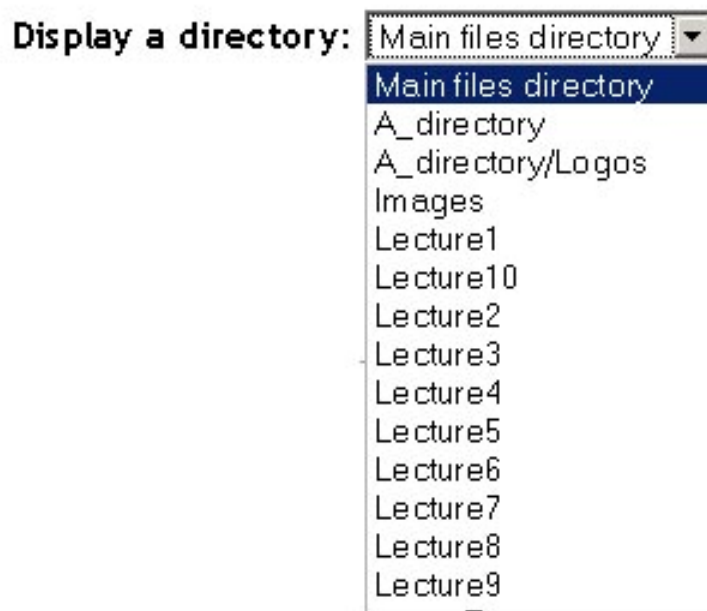 Display a directory: Main files directory
Main files directory
A_directory
A_directory/Logos
Images
Lecture1
Lecture10
Lecture2
Lecture3
Lecture4
Lecture5
Lecture6
Lecture7
Lecture8
Lecture9